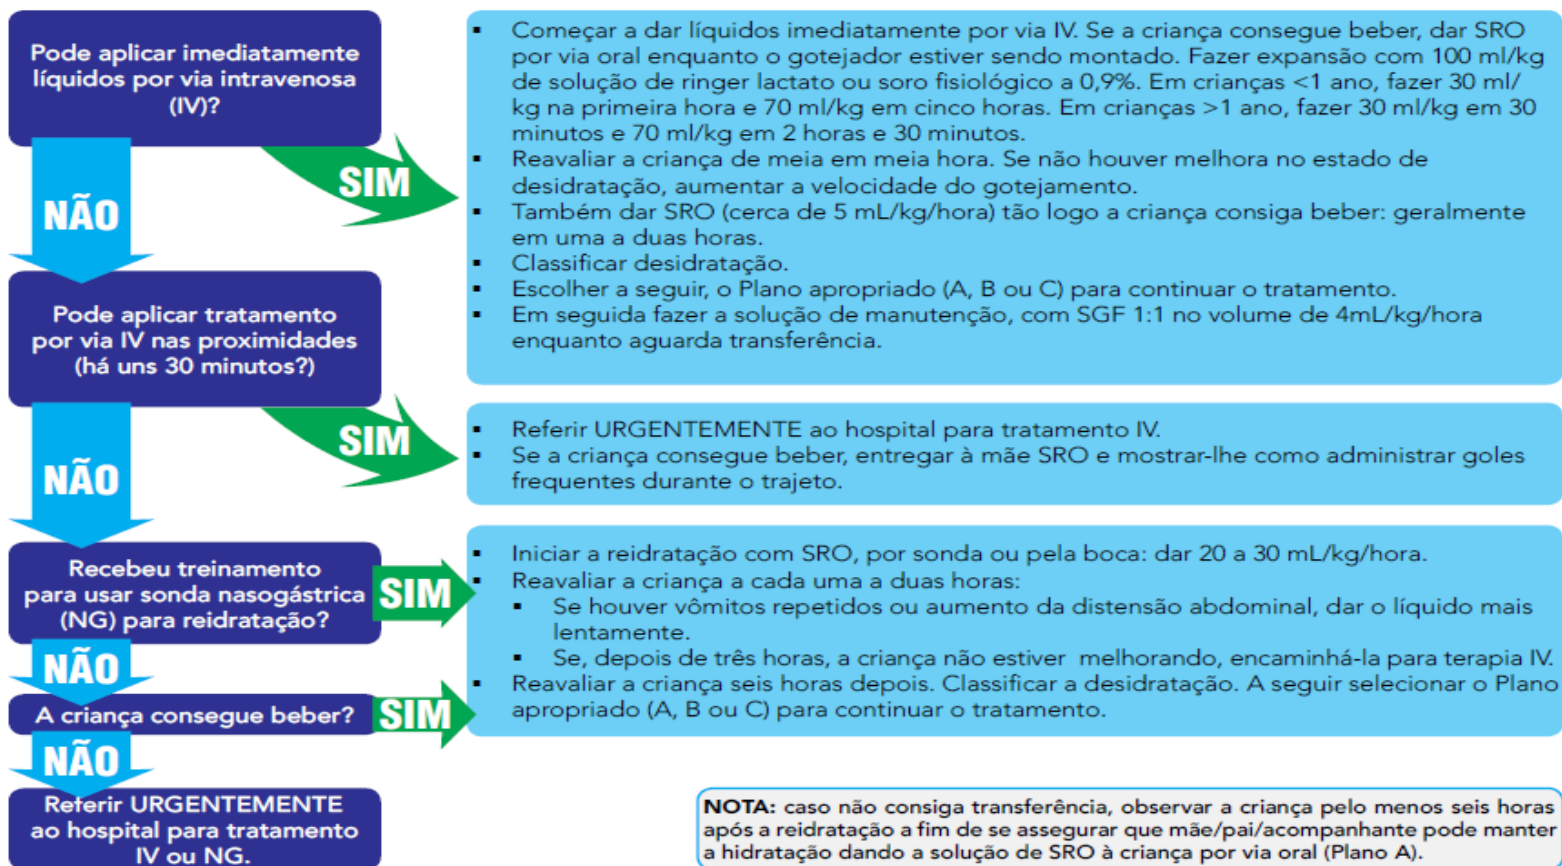 Pode aplicar imediatamente
líquidos por via intravenosa
(IV)?
SIM
▪ Começar a dar líquidos imediatamente por via IV. Se a criança consegue beber, dar SRO
por via oral enquanto o gotejador estiver sendo montado. Fazer expansão com 100 ml/kg
de solução de ringer lactato ou soro fisiológico a 0,9%. Em crianças <1 ano, fazer 30 ml/
kg na primeira hora e 70 ml/kg em cinco horas. Em crianças >1 ano, fazer 30 ml/kg em 30
minutos e 70 ml/kg em 2 horas e 30 minutos.
▪ Reavaliar a criança de meia em meia hora. Se não houver melhora no estado de
desidratação, aumentar a velocidade do gotejamento.
▪ Também dar SRO (cerca de 5 mL/kg/hora) tão logo a criança consiga beber: geralmente
em uma a duas horas.
▪ Classificar desidratação.
▪ Escolher a seguir, o Plano apropriado (A, B ou C) para continuar o tratamento.
▪ Em seguida fazer a solução de manutenção, com SGF 1:1 no volume de 4mL/kg/hora
enquanto aguarda transferência.
NÃO
Pode aplicar tratamento
por via IV nas proximidades
(há uns 30 minutos?)
SIM
▪ Referir URGENTEMENTE ao hospital para tratamento IV.
▪ Se a criança consegue beber, entregar à mãe SRO e mostrar-lhe como administrar goles
frequentes durante o trajeto.
NÃO
Recebeu treinamento
para usar sonda nasogástrica
(NG) para reidratação?
SIM
▪ Iniciar a reidratação com SRO, por sonda ou pela boca: dar 20 a 30 mL/kg/hora.
▪ Reavaliar a criança a cada uma a duas horas:
▪ Se houver vômitos repetidos ou aumento da distensão abdominal, dar o líquido mais
lentamente.
▪ Se, depois de três horas, a criança não estiver melhorando, encaminhá-la para terapia IV.
▪ Reavaliar a criança seis horas depois. Classificar a desidratação. A seguir selecionar o Plano
apropriado (A, B ou C) para continuar o tratamento.
NÃO
A criança consegue beber?
SIM
NÃO
Referir URGENTEMENTE
ao hospital para tratamento
IV ou NG.
NOTA: caso não consiga transferência, observar a criança pelo menos seis horas
após a reidratação a fim de se assegurar que mãe/pai/acompanhante pode manter
a hidratação dando a solução de SRO à criança por via oral (Plano A).